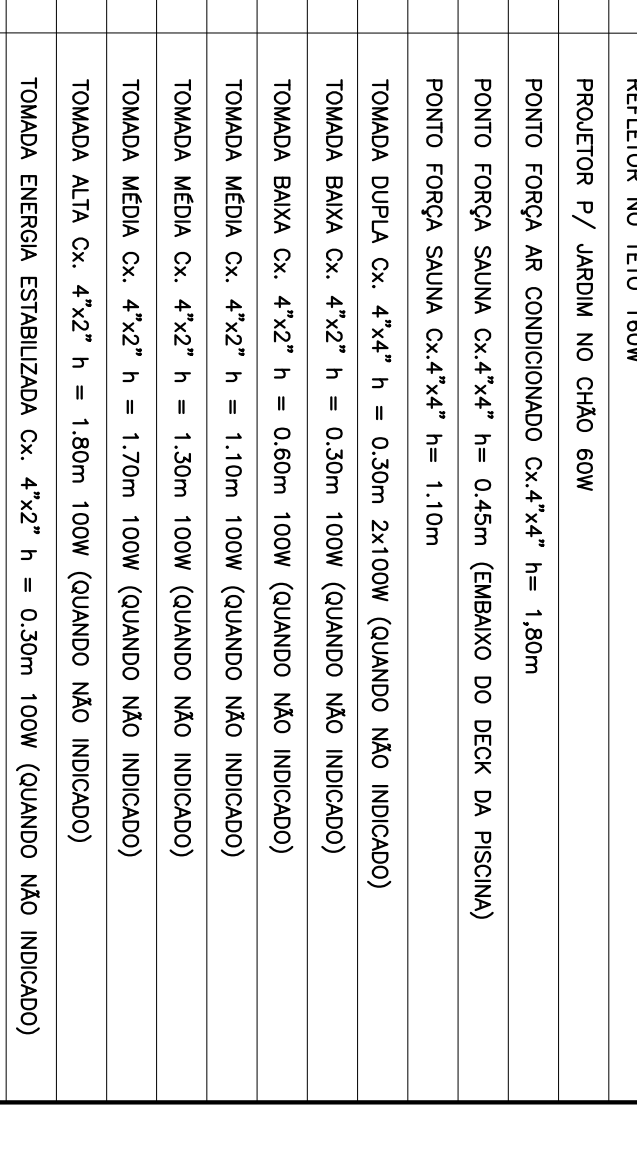 REFLETOR NO TETO 160W
PROJETOR P/ JARDIM NO CHÃO 60W
PONTO FORÇA AR CONDICIONADO Cx.4"x4" h= 1,80m
PONTO FORÇA SAUNA Cx.4"x4" h= 0.45m (EMBAIXO DO DECK DA PISCINA)
PONTO FORÇA SAUNA Cx.4"x4" h= 1.10m
TOMADA DUPLA Cx. 4"x4" h = 0.30m 2x100W (QUANDO NÃO INDICADO)
TOMADA BAIXA Cx. 4"x2" h = 0.30m 100W (QUANDO NÃO INDICADO)
TOMADA BAIXA Cx. 4"x2" h = 0.60m 100W (QUANDO NÃO INDICADO)
TOMADA MÉDIA Cx. 4"x2" h = 1.10m 100W (QUANDO NÃO INDICADO)
TOMADA MÉDIA Cx. 4"x2" h = 1.30m 100W (QUANDO NÃO INDICADO)
TOMADA MÉDIA Cx. 4"x2" h = 1.70m 100W (QUANDO NÃO INDICADO)
TOMADA ALTA Cx. 4"x2" h = 1.80m 100W (QUANDO NÃO INDICADO)
TOMADA ENERGIA ESTABILIZADA Cx. 4"x2" h = 0.30m 100W (QUANDO NÃO INDICADO)